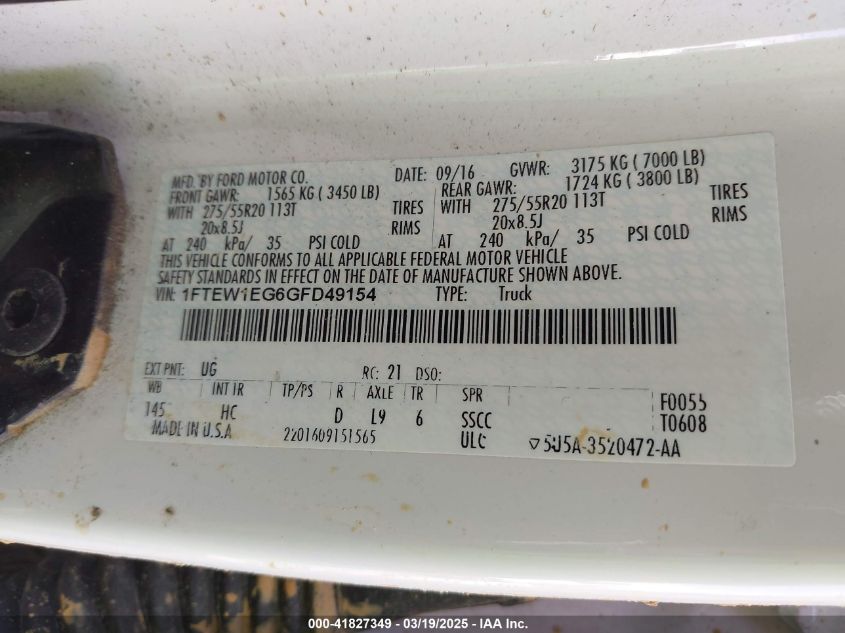 MFD. BY FORD MOTOR CO. DATE: 09/16 GVWR: 3175 KG ( 7000 LB)
FRONT GAWR: 1565 KG ( 3450 LB) REAR GAWR: 1724 KG ( 3800 LB)
WITH 275/55R20 113T TIRES WITH 275/55R20 113T TIRES
20x8.5J RIMS 20x8.5J RIMS
AT 240 kPa/ 35 PSI COLD AT 240 kPa/ 35 PSI COLD
THIS VEHICLE CONFORMS TO ALL APPLICABLE FEDERAL MOTOR VEHICLE
SAFETY STANDARDS IN EFFECT ON THE DATE OF MANUFACTURE SHOWN ABOVE.
VIN: 1FTEW1EG6GFD49154 TYPE: Truck
EXT PNT: UG RC: 21 DSO:
WB INT IR TP/PS R AXLE TR SPR F0055
145 HC D L9 6 SSCC T0608
MADE IN U.S.A 2201609151565 ULC ▽5U5A-3520472-AA
000-41827349 - 03/19/2025 - IAA Inc.